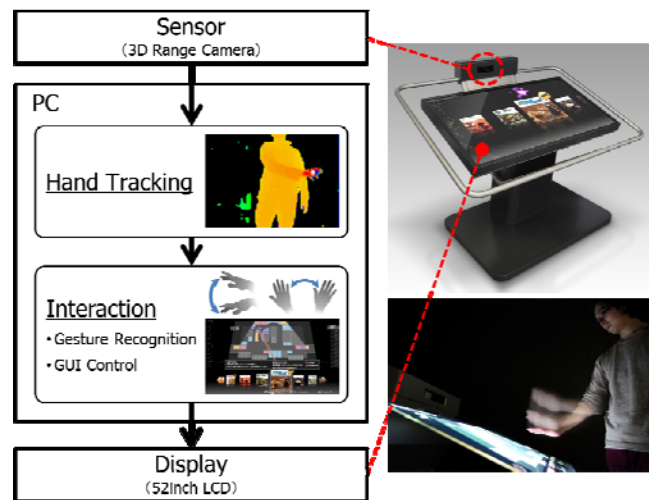 Sensor
(3D Range Camera)
PC
Hand Tracking
Interaction
・Gesture Recognition
・GUI Control
Display
(52inch LCD)